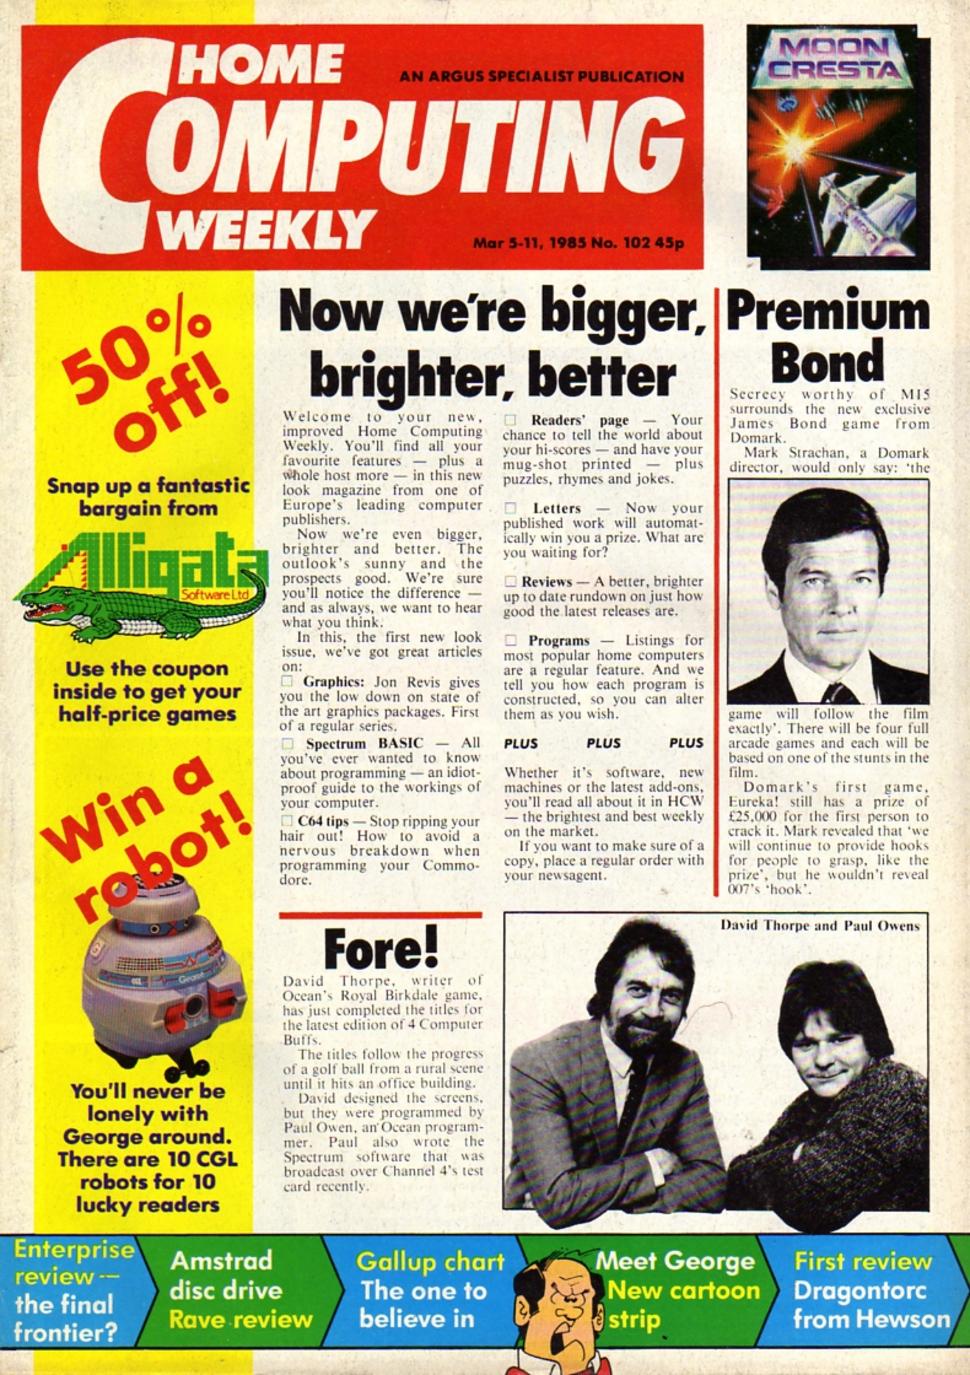 HOME
COMPUTING
WEEKLY
AN ARGUS SPECIALIST PUBLICATION
Mar 5-11, 1985 No. 102 45p
MOON
CRESTA
50%
off!
Snap up a fantastic
bargain from
Alligata
Software Ltd
Use the coupon
inside to get your
half-price games
Win a
robot!
You'll never be
lonely with
George around.
There are 10 CGL
robots for 10
lucky readers
Now we're bigger,
brighter, better
Welcome to your new,
improved Home Computing
Weekly. You'll find all your
favourite features — plus a
whole host more — in this new
look magazine from one of
Europe's leading computer
publishers.
Now we're even bigger,
brighter and better. The
outlook's sunny and the
prospects good. We're sure
you'll notice the difference —
and as always, we want to hear
what you think.
In this, the first new look
issue, we've got great articles
on:
□ Graphics: Jon Revis gives
you the low down on state of
the art graphics packages. First
of a regular series.
□ Spectrum BASIC — All
you've ever wanted to know
about programming — an idiot-
proof guide to the workings of
your computer.
□ C64 tips — Stop ripping your
hair out! How to avoid a
nervous breakdown when
programming your Commo-
dore.
□ Readers' page — Your
chance to tell the world about
your hi-scores — and have your
mug-shot printed — plus
puzzles, rhymes and jokes.
□ Letters — Now your
published work will automat-
ically win you a prize. What are
you waiting for?
□ Reviews — A better, brighter
up to date rundown on just how
good the latest releases are.
□ Programs — Listings for
most popular home computers
are a regular feature. And we
tell you how each program is
constructed, so you can alter
them as you wish.
PLUS PLUS PLUS
Whether it's software, new
machines or the latest add-ons,
you'll read all about it in HCW
— the brightest and best weekly
on the market.
If you want to make sure of a
copy, place a regular order with
your newsagent.
Premium
Bond
Secrecy worthy of MI5
surrounds the new exclusive
James Bond game from
Domark.
Mark Strachan, a Domark
director, would only say: 'the
game will follow the film
exactly'. There will be four full
arcade games and each will be
based on one of the stunts in the
film.
Domark's first game,
Eureka! still has a prize of
£25,000 for the first person to
crack it. Mark revealed that 'we
will continue to provide hooks
for people to grasp, like the
prize', but he wouldn't reveal
007's 'hook'.
Fore!
David Thorpe, writer of
Ocean's Royal Birkdale game,
has just completed the titles for
the latest edition of 4 Computer
Buffs.
The titles follow the progress
of a golf ball from a rural scene
until it hits an office building.
David designed the screens,
but they were programmed by
Paul Owen, an Ocean program-
mer. Paul also wrote the
Spectrum software that was
broadcast over Channel 4's test
card recently.
David Thorpe and Paul Owens
Enterprise
review —
the final
frontier?
Amstrad
disc drive
Rave review
Gallup chart
The one to
believe in
Meet George
New cartoon
strip
First review
Dragontorc
from Hewson